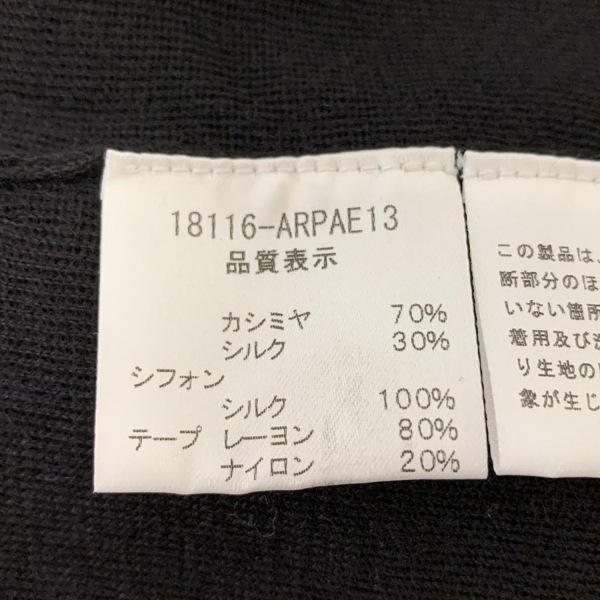 18116-ARPAE13
品質表示
カシミヤ 70%
シルク 30%
シフォン
シルク 100%
テープ レーヨン 80%
ナイロン 20%
この製品は、
断部分のほ
いない箇所
着用及び洗
り生地の
象が生じ